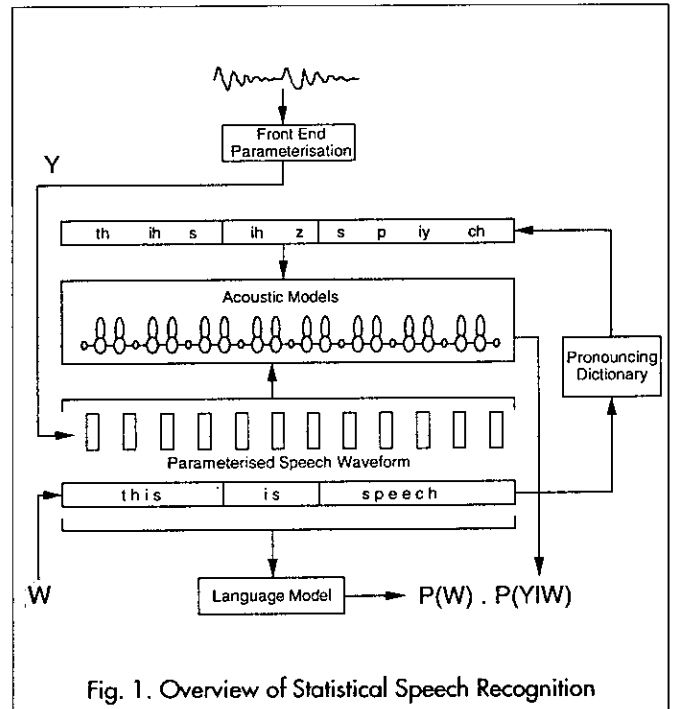 Front End
Parameterisation
Y
th ih s ih z s p iy ch
Acoustic Models
Pronouncing
Dictionary
Parameterised Speech Waveform
this is speech
W
Language Model
P(W) . P(Y|W)
Fig. 1. Overview of Statistical Speech Recognition